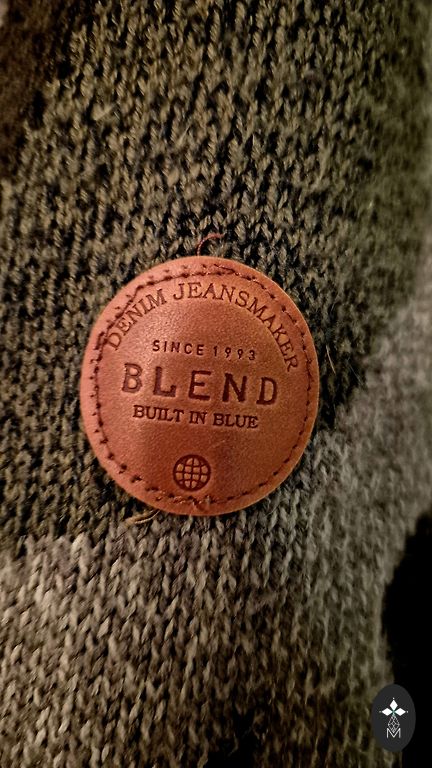 DENIM JEANSMAKER
SINCE 1993
BLEND
BUILT IN BLUE
M